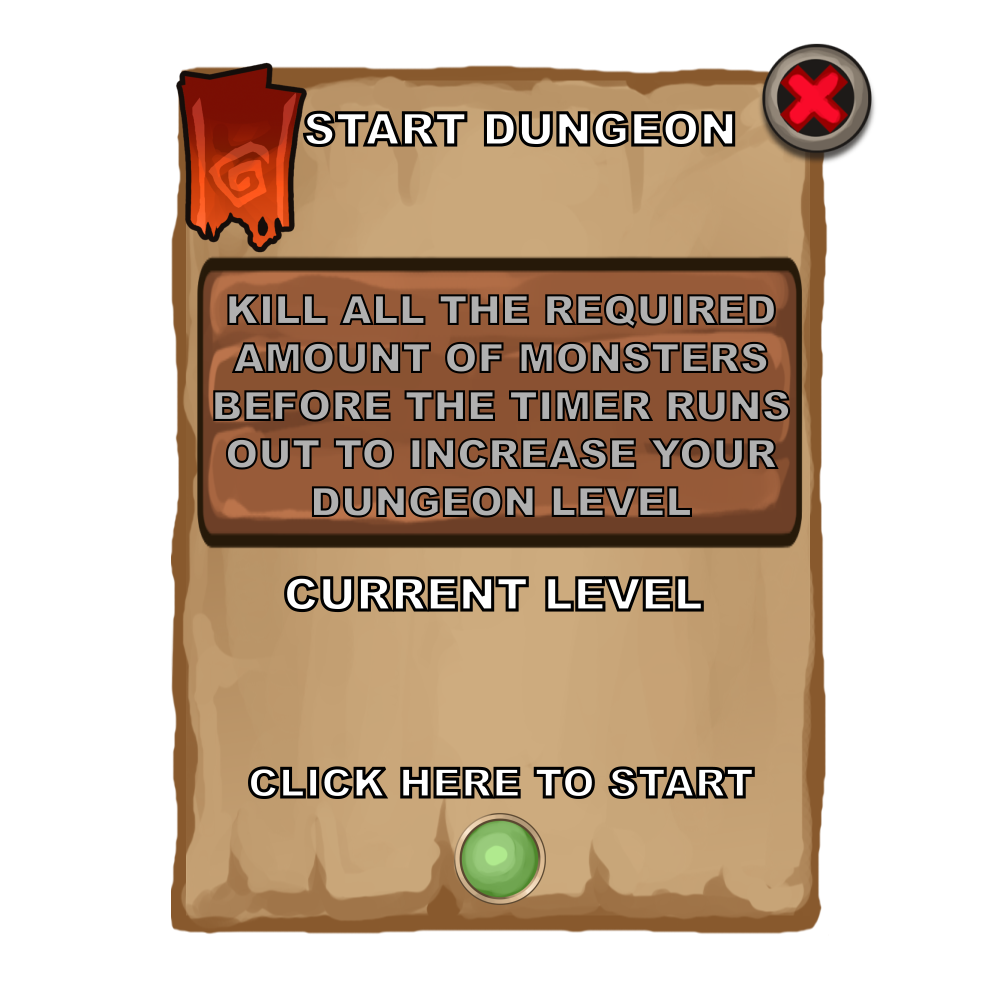 START DUNGEON
KILL ALL THE REQUIRED
AMOUNT OF MONSTERS
BEFORE THE TIMER RUNS
OUT TO INCREASE YOUR
DUNGEON LEVEL
CURRENT LEVEL
CLICK HERE TO START